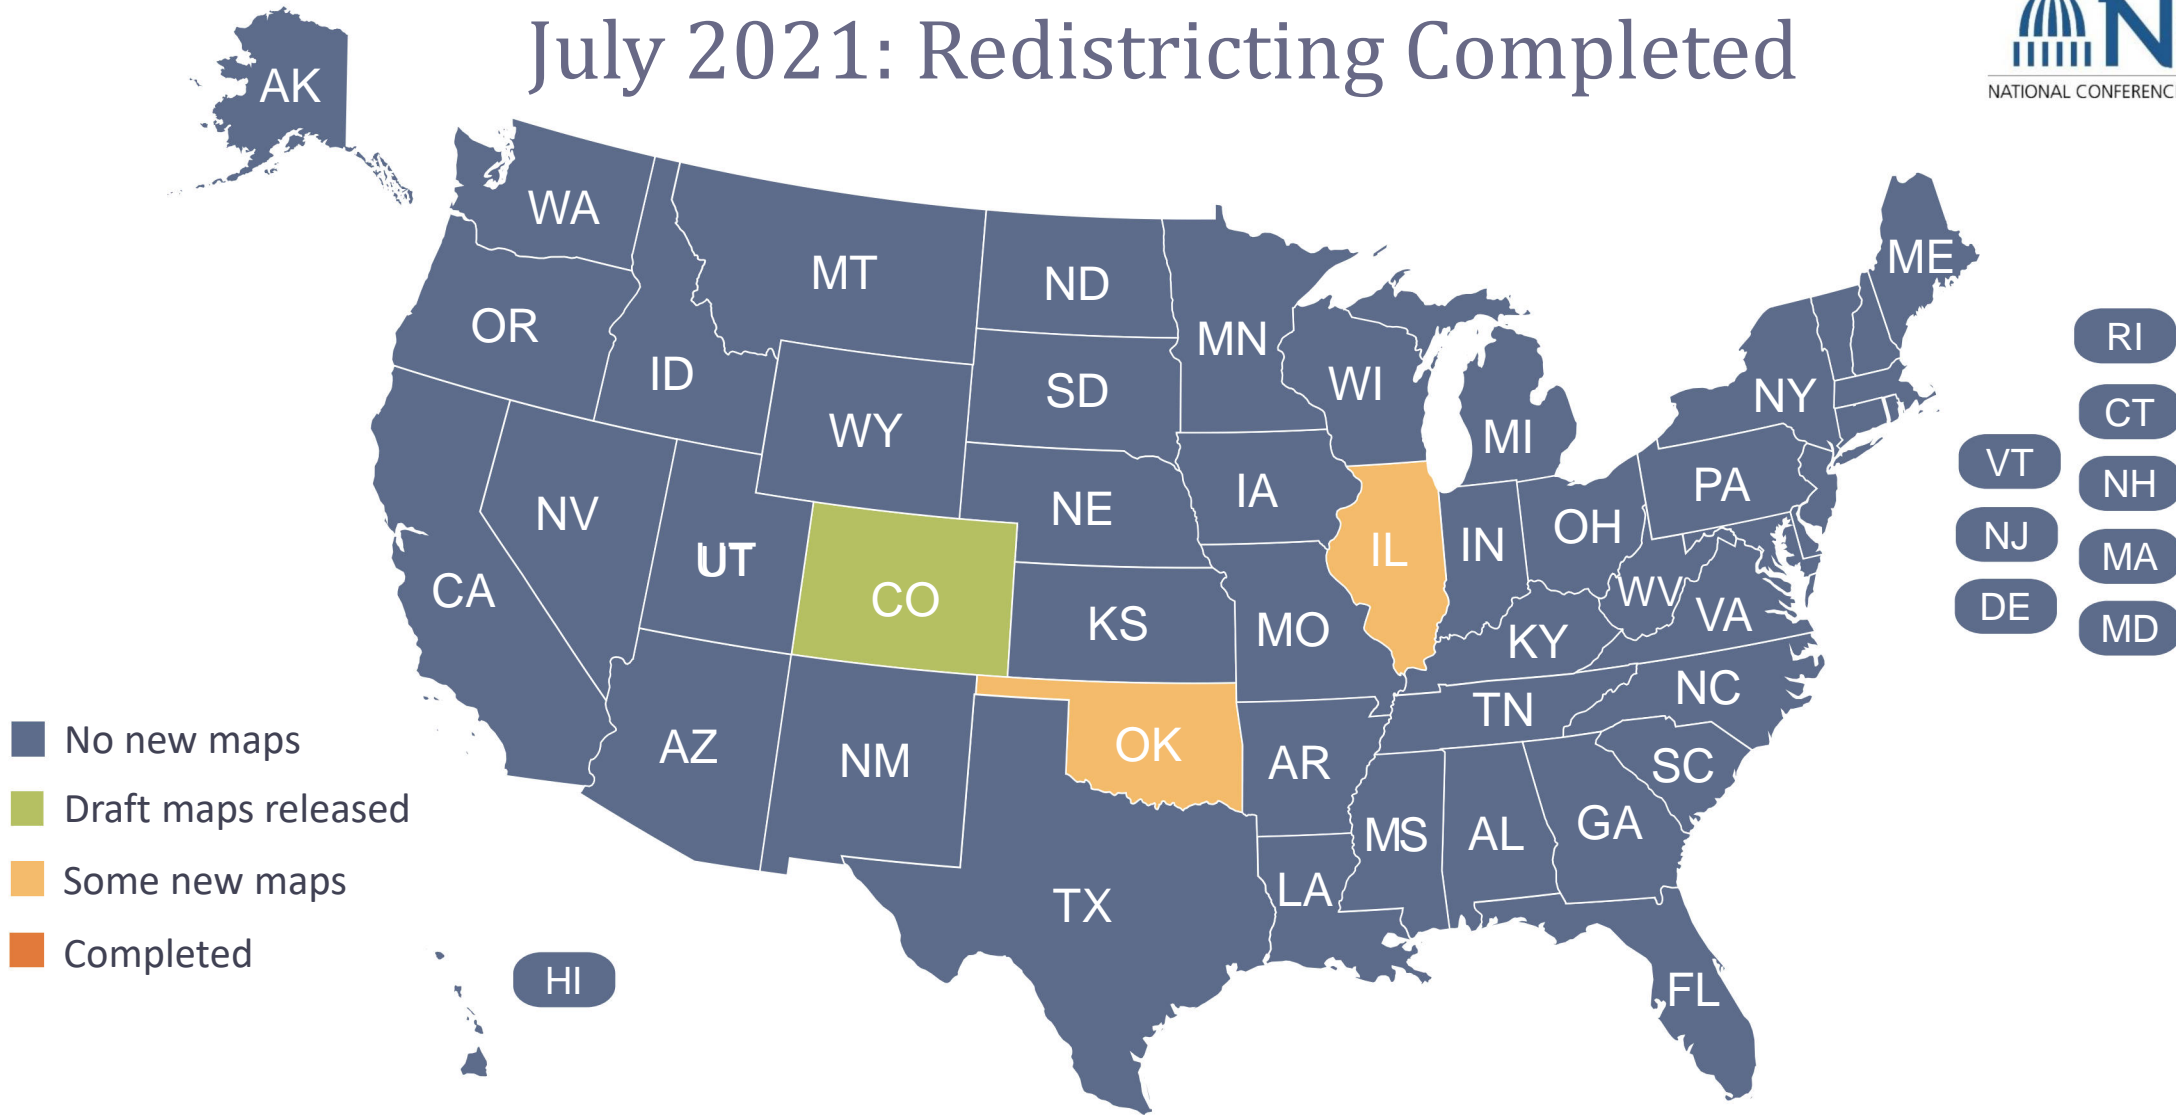 July 2021: Redistricting Completed
N
NATIONAL CONFERENC
AK
WA
MT
ND
MN
ME
OR
ID
SD
WI
NY
RI
WY
MI
CT
VT
NH
NV
UT
NE
IA
PA
CA
CO
IL
IN
OH
NJ
MA
KS
MO
WV
VA
DE
MD
KY
NC
TN
AZ
NM
OK
AR
SC
MS
AL
GA
TX
LA
FL
HI
No new maps
Draft maps released
Some new maps
Completed